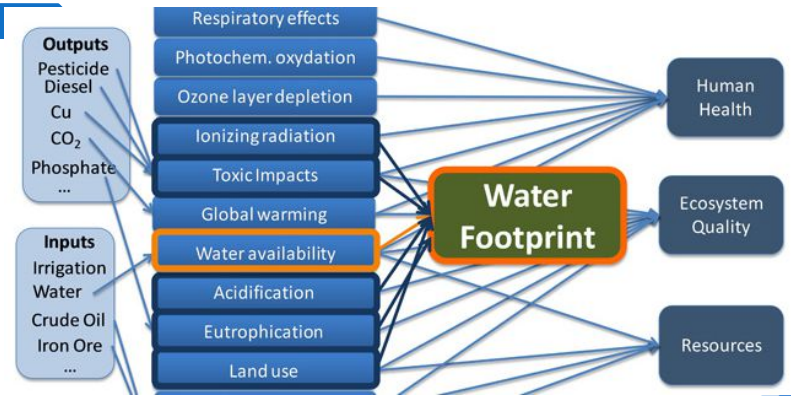 Outputs
Pesticide
Diesel
Cu
CO₂
Phosphate
...
Inputs
Irrigation
Water
Crude Oil
Iron Ore
...
Respiratory effects
Photochem. oxydation
Ozone layer depletion
Ionizing radiation
Toxic Impacts
Global warming
Water availability
Acidification
Eutrophication
Land use
Water
Footprint
Human
Health
Ecosystem
Quality
Resources